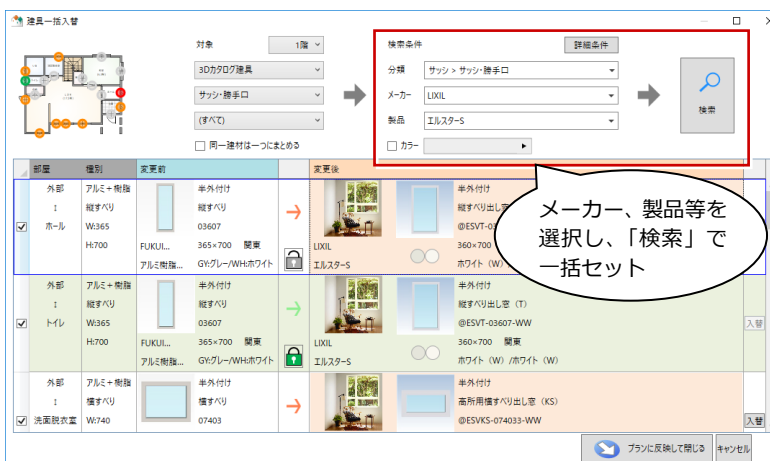 建具一括入替
対象
1階
3Dカタログ建具
サッシ・勝手口
(すべて)
同一建材は一つにまとめる
検索条件
詳細条件
分類
サッシ > サッシ・勝手口
メーカー
LIXIL
製品
エルスターS
カラー
検索
メーカー、製品等を
選択し、「検索」で
一括セット
部屋
種別
変更前
変更後
外部
↕
ホール
アルミ+樹脂
縦すべり
W:365
H:700
FUKUI...
アルミ樹脂...
半外付け
縦すべり
03607
365×700 関東
GY:グレー/WH:ホワイト
LIXIL
エルスターS
半外付け
縦すべり出し窓
@ESVT-03
360×700
ホワイト（W）
外部
↕
トイレ
アルミ+樹脂
縦すべり
W:365
H:700
FUKUI...
アルミ樹脂...
半外付け
縦すべり
03607
365×700 関東
GY:グレー/WH:ホワイト
LIXIL
エルスターS
半外付け
縦すべり出し窓（T）
@ESVT-03607-WW
360×700 関東
ホワイト（W）/ホワイト（W）
入替
外部
↕
洗面脱衣室
アルミ+樹脂
横すべり
W:740
半外付け
横すべり
07403
半外付け
高所用横すべり出し窓（KS）
@ESVKS-074033-WW
入替
プランに反映して閉じる
キャンセル